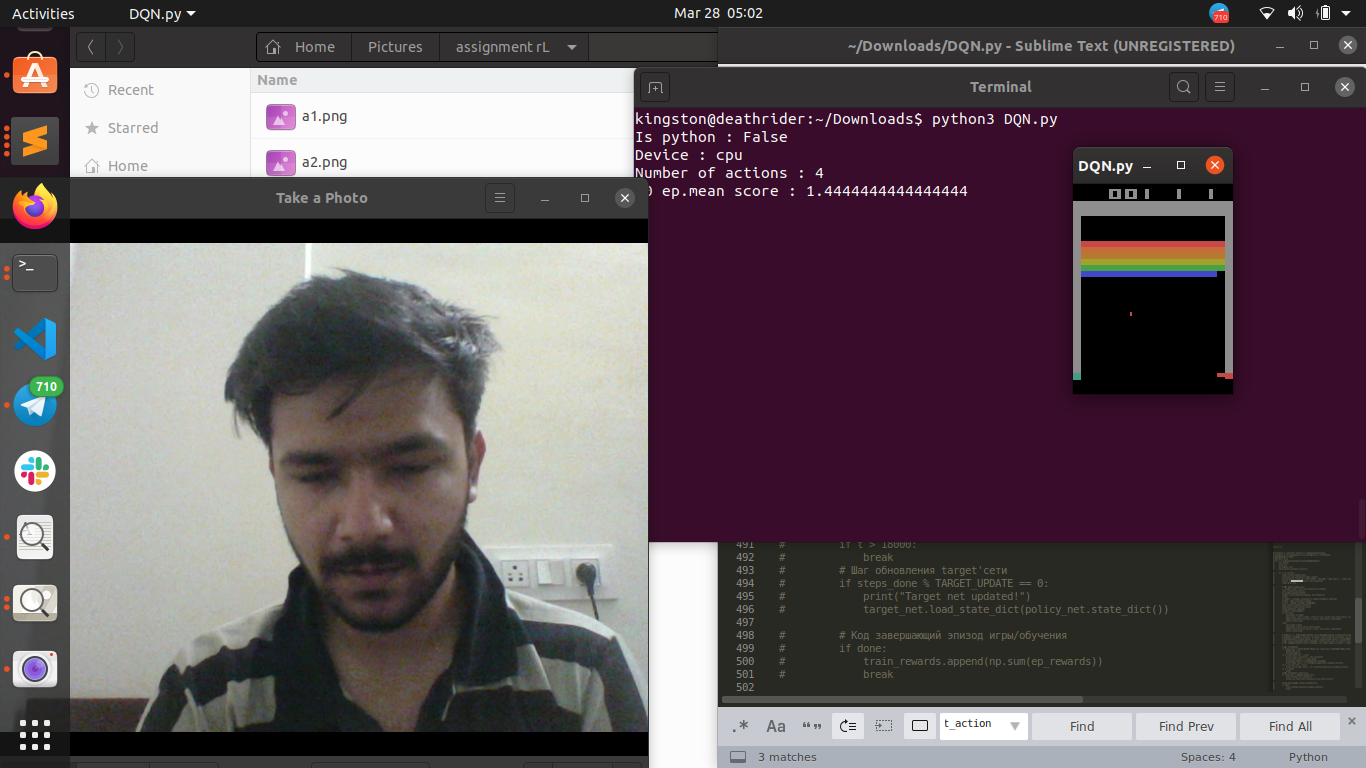 Activities
DQN.py
Mar 28 05:02
710
Home
Pictures
assignment rL
~/Downloads/DQN.py - Sublime Text (UNREGISTERED)
Recent
Starred
Home
Name
a1.png
a2.png
Terminal
kingston@deathrider:~/Downloads$ python3 DQN.py
Is python : False
Device : cpu
Number of actions : 4
0 ep.mean score : 1.4444444444444444
DQN.py
Take a Photo
>_
710
491 # if t > 18000:
492 # break
493 # # Шаг обновления target'сети
494 # if steps_done % TARGET_UPDATE == 0:
495 # print("Target net updated!")
496 # target_net.load_state_dict(policy_net.state_dict())
497
498 # # Код завершающий эпизод игры/обучения
499 # if done:
500 # train_rewards.append(np.sum(ep_rewards))
501 # break
502
.* Aa “” t_action Find Find Prev Find All
3 matches
Spaces: 4
Python